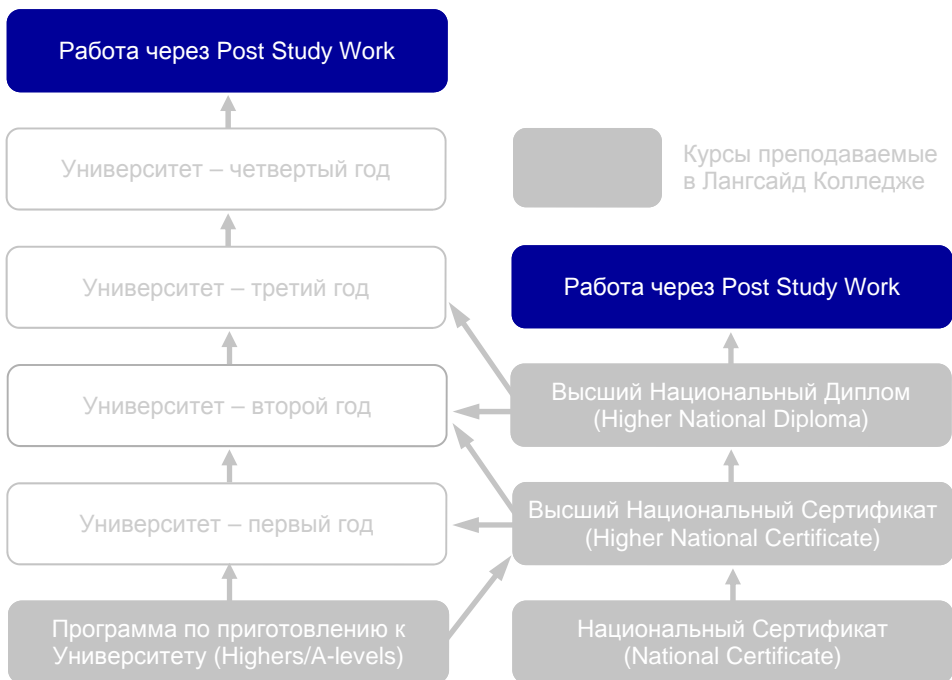 Работа через Post Study Work
Университет – четвертый год
Курсы преподаваемые
в Лангсайд Колледже
Университет – третий год
Работа через Post Study Work
Университет – второй год
Высший Национальный Диплом
(Higher National Diploma)
Университет – первый год
Высший Национальный Сертификат
(Higher National Certificate)
Программа по приготовлению к
Университету (Highers/A-levels)
Национальный Сертификат
(National Certificate)